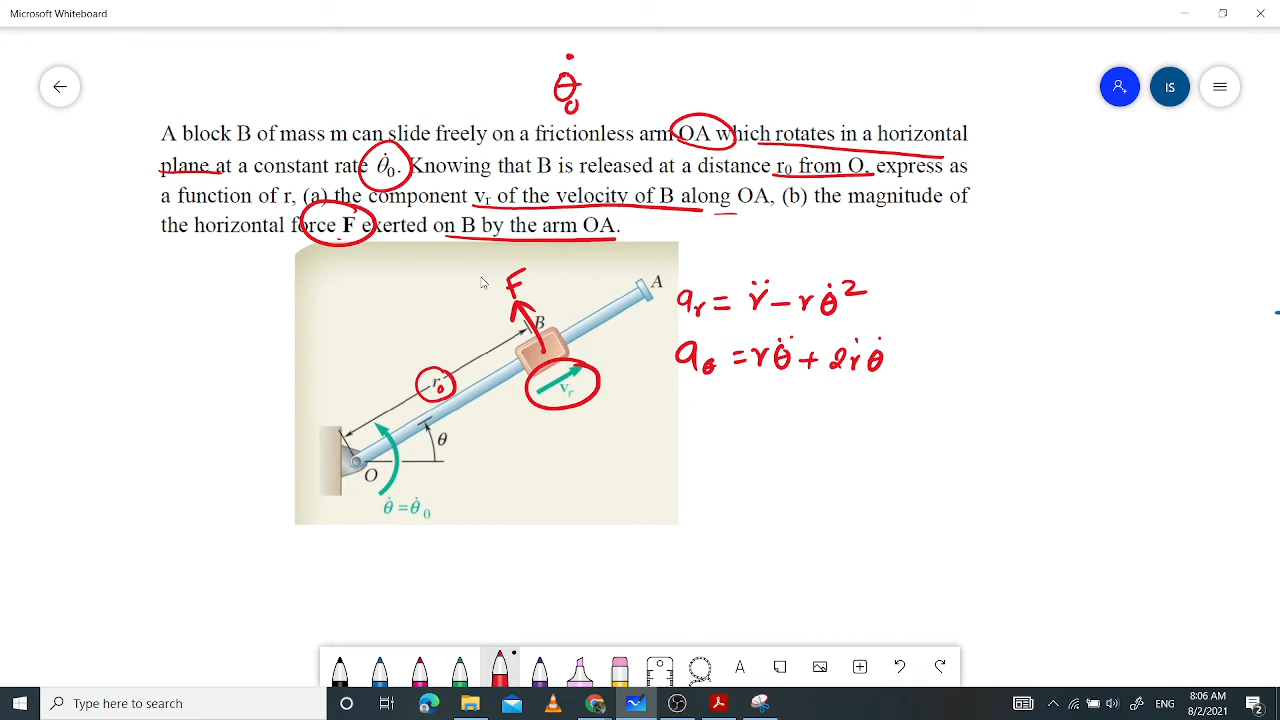 Microsoft Whiteboard
IS
θ̇₀
A block B of mass m can slide freely on a frictionless arm OA which rotates in a horizontal
plane at a constant rate θ̇₀. Knowing that B is released at a distance r₀ from O, express as
a function of r, (a) the component vᵣ of the velocity of B along OA, (b) the magnitude of
the horizontal force F exerted on B by the arm OA.
F
A
B
aᵣ = r̈ − rθ̇²
a_θ = rθ̈ + 2ṙθ̇
r₀
vᵣ
θ
O
θ̇ = θ̇₀
A
Type here to search
ENG
8:06 AM
8/2/2021
2